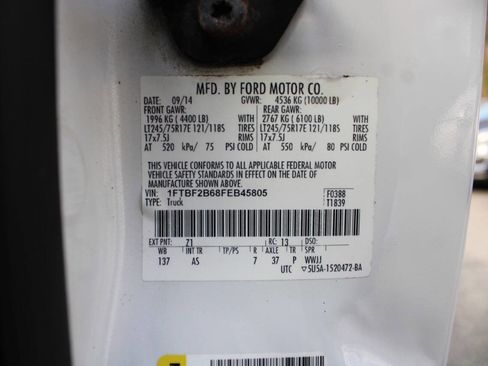 MFD. BY FORD MOTOR CO.
DATE: 09/14 GVWR: 4536 KG (10000 LB)
FRONT GAWR: REAR GAWR:
1996 KG ( 4400 LB) WITH 2767 KG ( 6100 LB) WITH
LT245/75R17E 121/118S TIRES LT245/75R17E 121/118S TIRES
17x7.5J RIMS 17x7.5J RIMS
AT 520 kPa/ 75 PSI COLD AT 550 kPa/ 80 PSI COLD
THIS VEHICLE CONFORMS TO ALL APPLICABLE FEDERAL MOTOR
VEHICLE SAFETY STANDARDS IN EFFECT ON THE DATE OF
MANUFACTURE SHOWN ABOVE.
VIN: 1FTBF2B68FEB45805 F0388
TYPE: Truck T1839
EXT PNT: Z1 RC: 13 DSO:
WB INT TR TP/PS R AXLE TR SPR
137 AS 7 37 P WWJJ
UTC ▽5U5A-1520472-BA